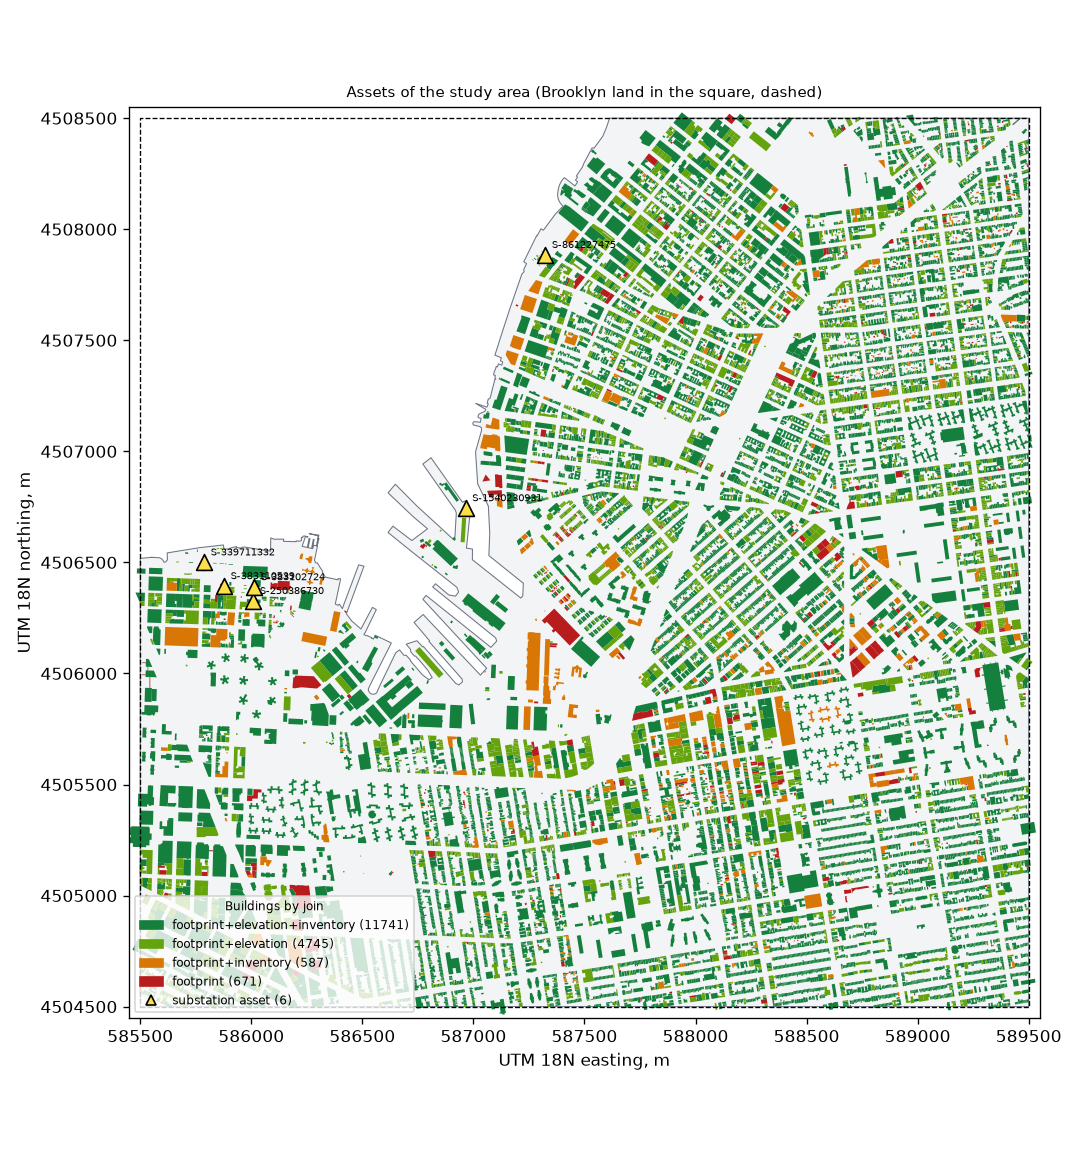 Assets of the study area (Brooklyn land in the square, dashed)
UTM 18N northing, m
4508500
4508000
4507500
4507000
4506500
4506000
4505500
4505000
4504500
S-861227475
S-1540230931
S-339711332
S-250386730
Buildings by join
footprint+elevation+inventory (11741)
footprint+elevation (4745)
footprint+inventory (587)
footprint (671)
substation asset (6)
585500 586000 586500 587000 587500 588000 588500 589000 589500
UTM 18N easting, m